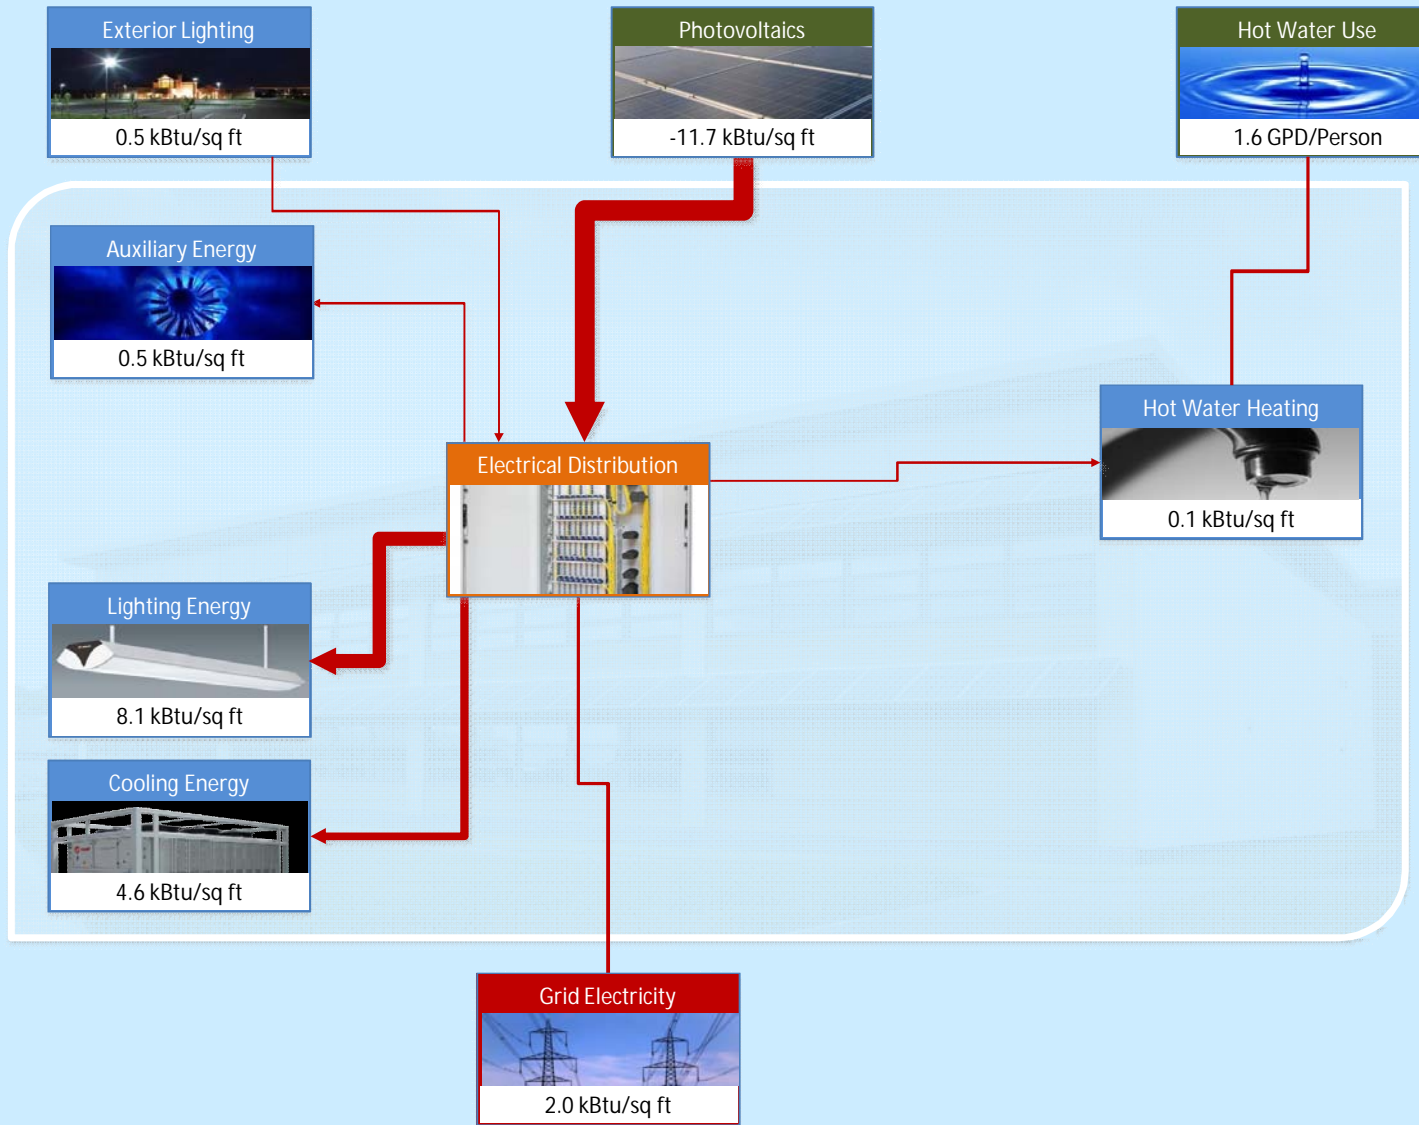 Exterior Lighting
0.5 kBtu/sq ft
Photovoltaics
-11.7 kBtu/sq ft
Hot Water Use
1.6 GPD/Person
Auxiliary Energy
0.5 kBtu/sq ft
Hot Water Heating
0.1 kBtu/sq ft
Electrical Distribution
Lighting Energy
8.1 kBtu/sq ft
Cooling Energy
4.6 kBtu/sq ft
Grid Electricity
2.0 kBtu/sq ft